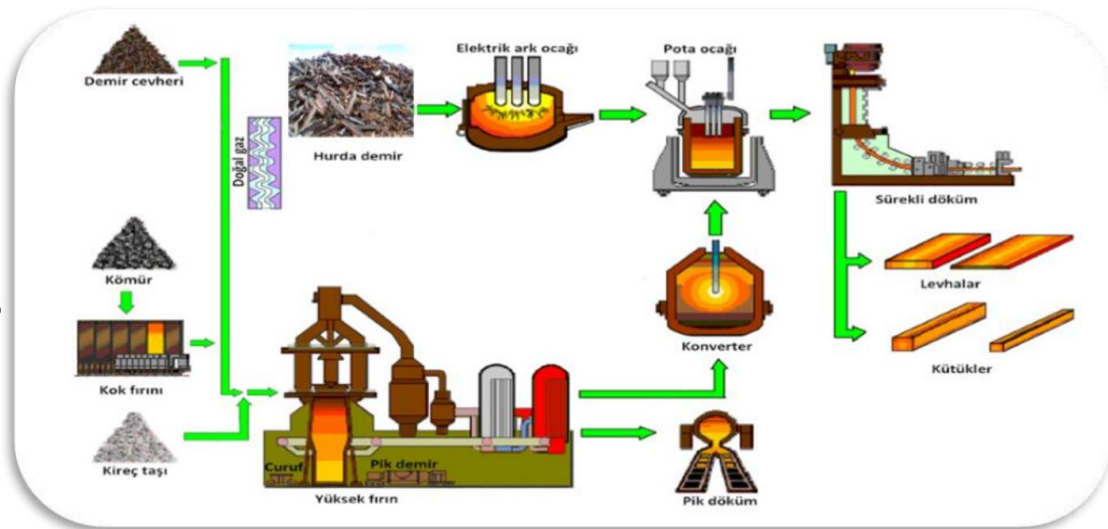 Demir cevheri
Doğal gaz
Hurda demir
Elektrik ark ocağı
Pota ocağı
Sürekli döküm
Levhalar
Kütükler
Kömür
Kok fırını
Kireç taşı
Curuf
Pik demir
Yüksek fırın
Konverter
Pik döküm